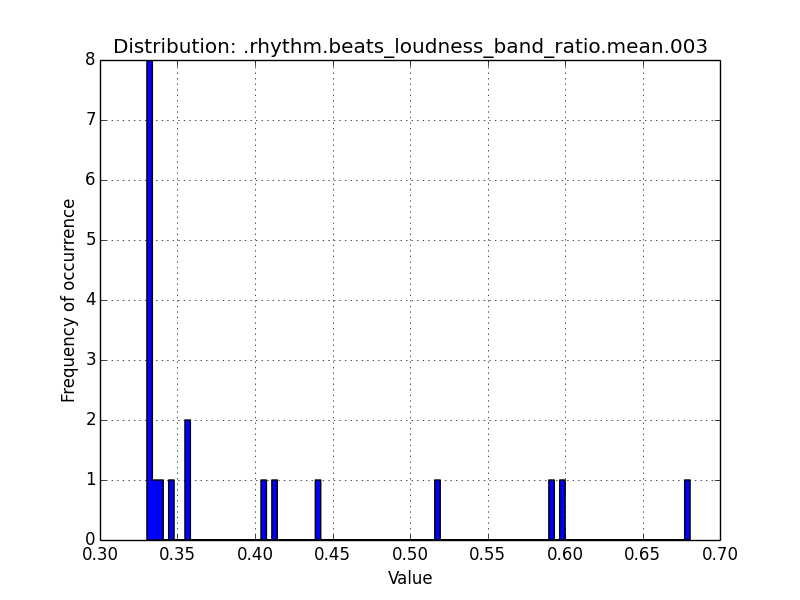 Distribution: .rhythm.beats_loudness_band_ratio.mean.003
8
7
6
5
4
3
2
1
0
Frequency of occurrence
0.30 0.35 0.40 0.45 0.50 0.55 0.60 0.65 0.70
Value